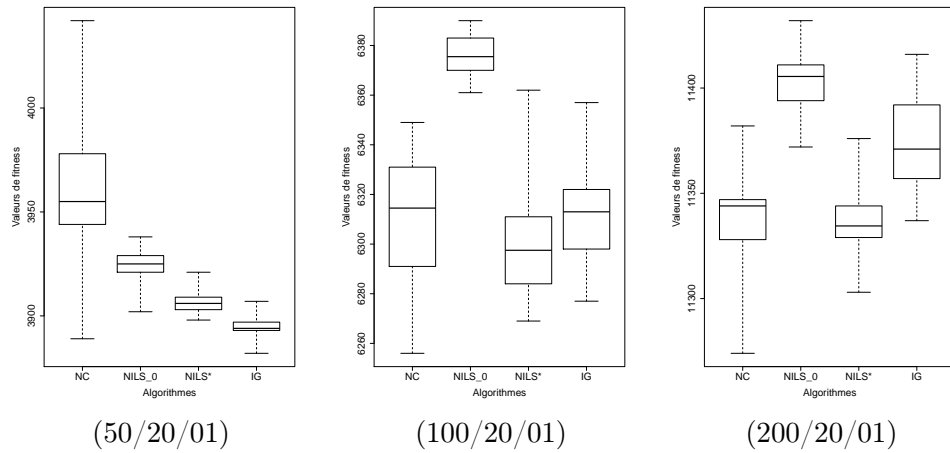 Valeurs de fitness
4000
3950
3900
NC NILS_0 NILS* IG
Algorithmes
(50/20/01)
Valeurs de fitness
6380
6360
6340
6320
6300
6280
6260
NC NILS_0 NILS* IG
Algorithmes
(100/20/01)
Valeurs de fitness
11400
11350
11300
NC NILS_0 NILS* IG
Algorithmes
(200/20/01)